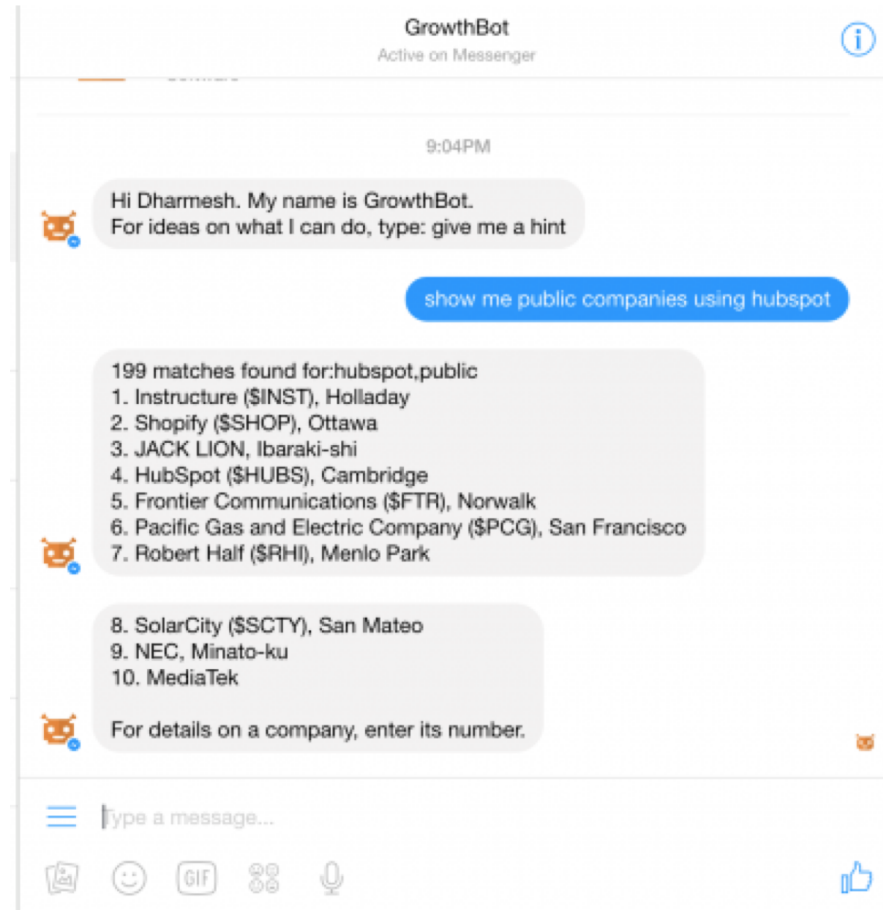 GrowthBot
Active on Messenger
9:04PM
Hi Dharmesh. My name is GrowthBot.
For ideas on what I can do, type: give me a hint
show me public companies using hubspot
199 matches found for:hubspot,public
1. Instructure ($INST), Holladay
2. Shopify ($SHOP), Ottawa
3. JACK LION, Ibaraki-shi
4. HubSpot ($HUBS), Cambridge
5. Frontier Communications ($FTR), Norwalk
6. Pacific Gas and Electric Company ($PCG), San Francisco
7. Robert Half ($RHI), Menlo Park
8. SolarCity ($SCTY), San Mateo
9. NEC, Minato-ku
10. MediaTek
For details on a company, enter its number.
Type a message...
GIF